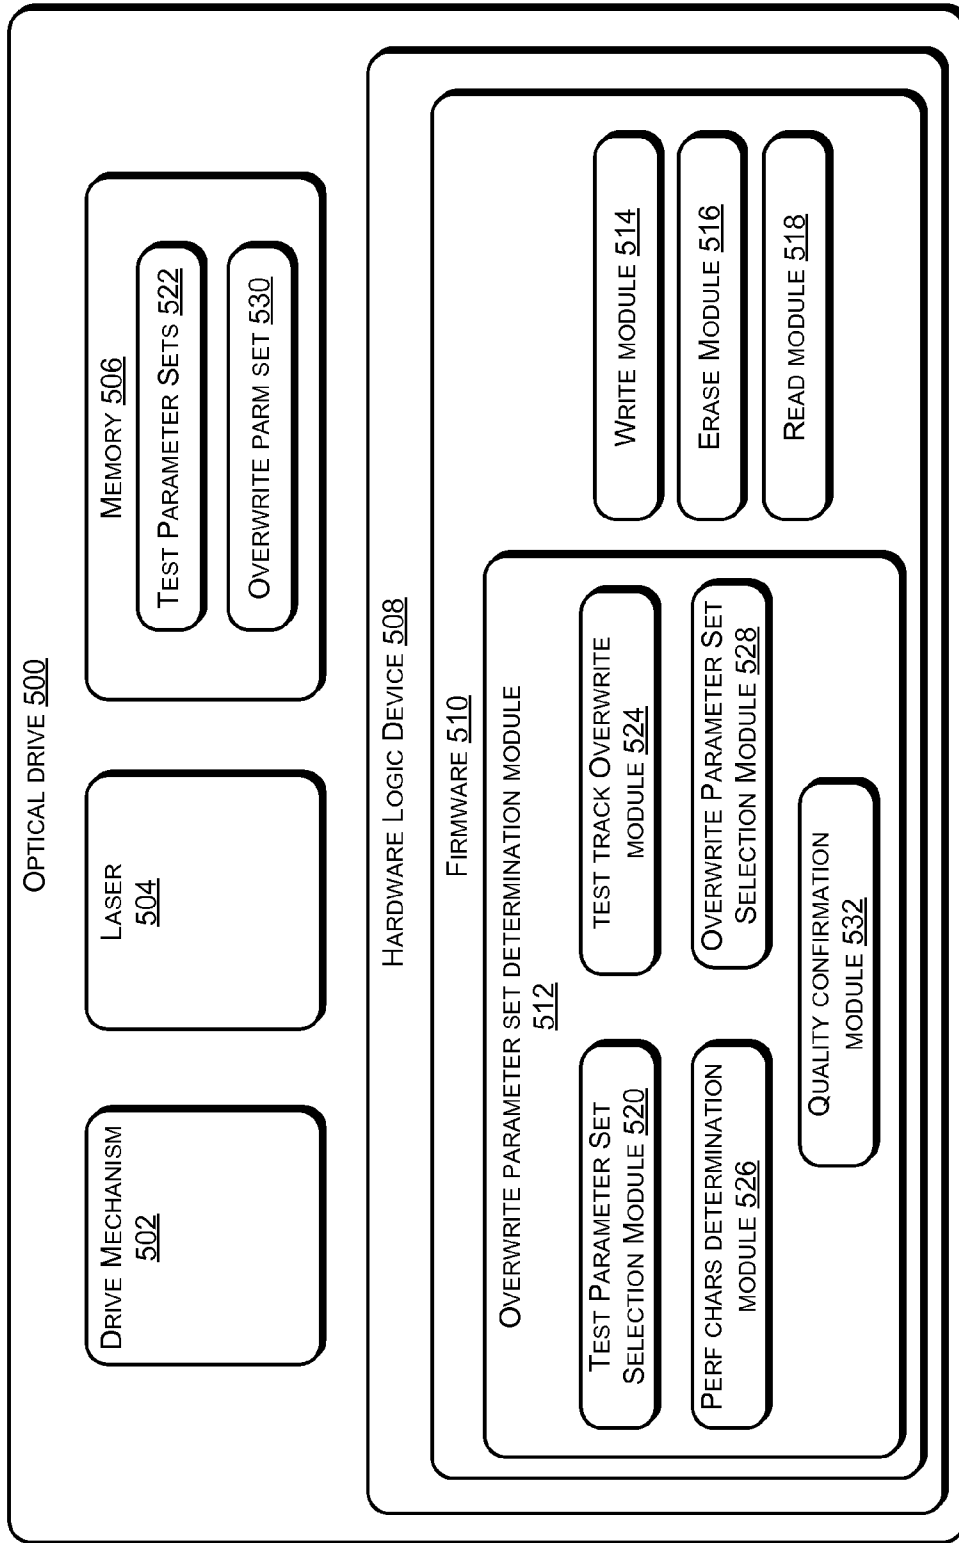 OPTICAL DRIVE 500
DRIVE MECHANISM
502
LASER
504
MEMORY 506
TEST PARAMETER SETS 522
OVERWRITE PARM SET 530
HARDWARE LOGIC DEVICE 508
FIRMWARE 510
OVERWRITE PARAMETER SET DETERMINATION MODULE
512
TEST PARAMETER SET
SELECTION MODULE 520
TEST TRACK OVERWRITE
MODULE 524
PERF CHARS DETERMINATION
MODULE 526
OVERWRITE PARAMETER SET
SELECTION MODULE 528
QUALITY CONFIRMATION
MODULE 532
WRITE MODULE 514
ERASE MODULE 516
READ MODULE 518